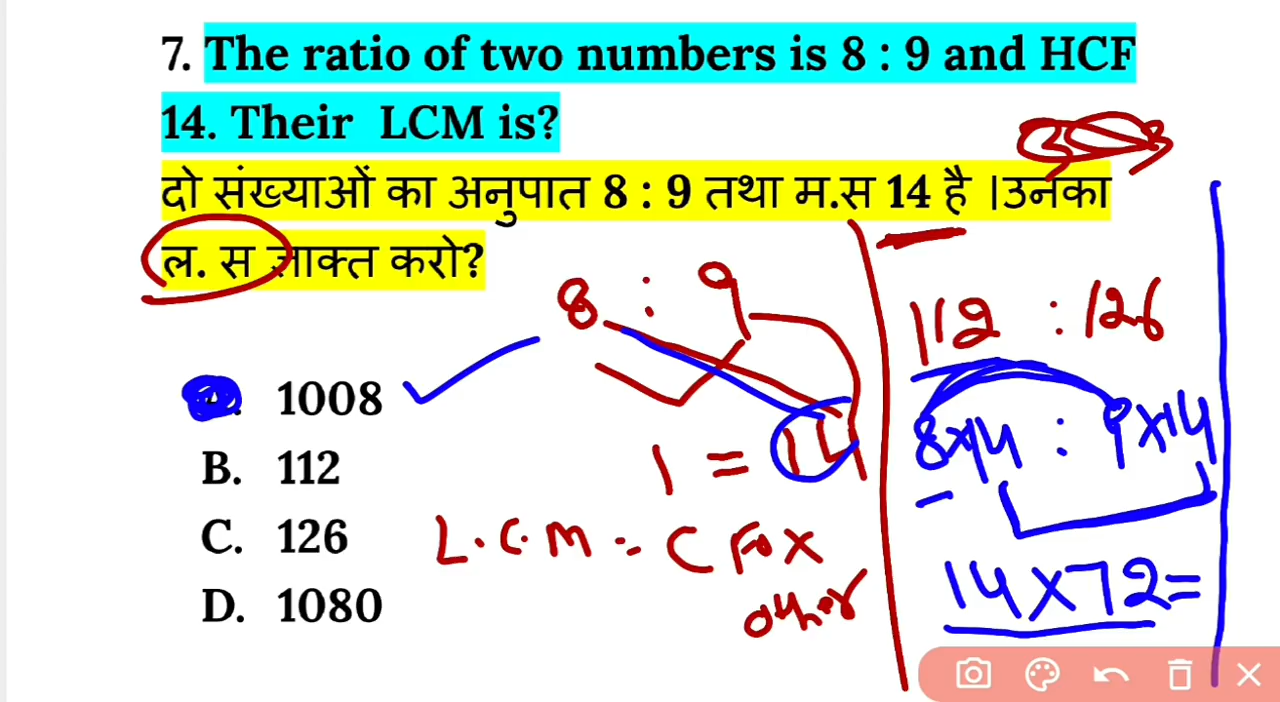 7. The ratio of two numbers is 8 : 9 and HCF
14. Their LCM is?
दो संख्याओं का अनुपात 8 : 9 तथा म.स 14 है ।उनका
ल. स ज्ञाक्त करो?
8 : 9
112 : 126
1008
8x14 : 9x14
B. 112
1 = 14
C. 126
L.C.M = C F x
other
D. 1080
14x72=